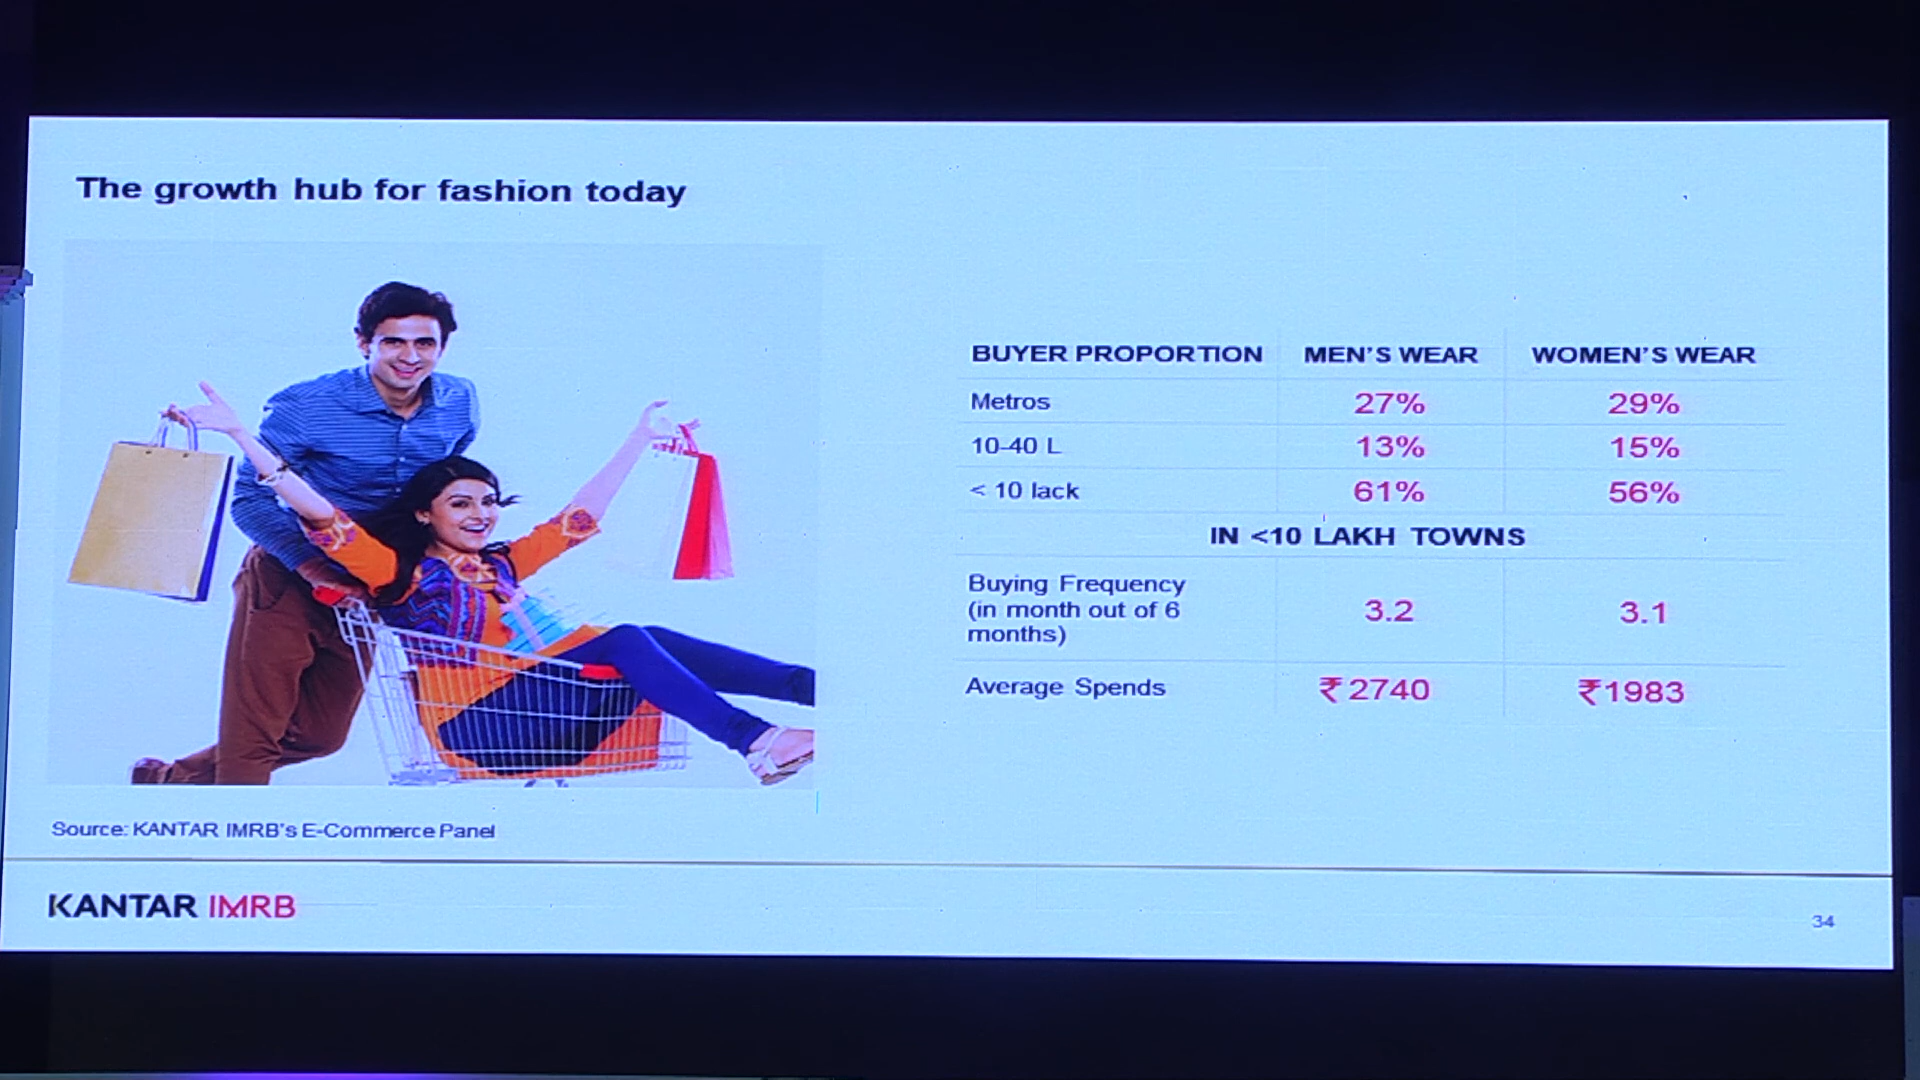 The growth hub for fashion today
BUYER PROPORTION MEN'S WEAR WOMEN'S WEAR
Metros 27% 29%
10-40 L 13% 15%
< 10 lack 61% 56%
IN <10 LAKH TOWNS
Buying Frequency
(in month out of 6
months) 3.2 3.1
Average Spends ₹2740 ₹1983
Source: KANTAR IMRB's E-Commerce Panel
KANTAR IMRB
34